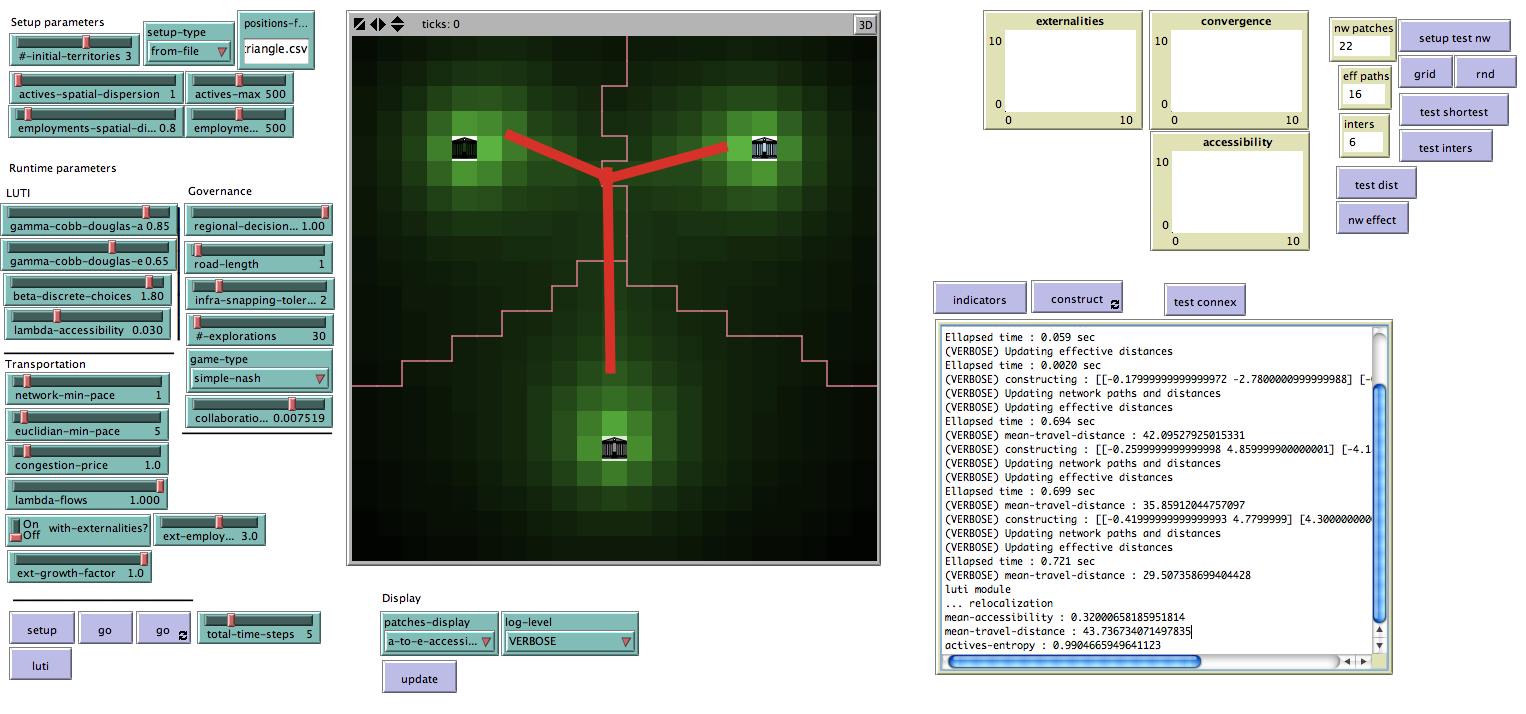 Setup parameters
#-initial-territories 3
setup-type
from-file
positions-f...
triangle.csv
actives-spatial-dispersion 1
actives-max 500
employments-spatial-di... 0.8
employme... 500
Runtime parameters
LUTI
gamma-cobb-douglas-a 0.85
gamma-cobb-douglas-e 0.65
beta-discrete-choices 1.80
lambda-accessibility 0.030
Governance
regional-decision... 1.00
road-length 1
infra-snapping-toler... 2
#-explorations 30
game-type
simple-nash
collaboratio... 0.007519
Transportation
network-min-pace 1
euclidian-min-pace 5
congestion-price 1.0
lambda-flows 1.000
On
Off
with-externalities?
ext-employ... 3.0
ext-growth-factor 1.0
setup
go
go
total-time-steps 5
luti
ticks: 0
3D
Display
patches-display
a-to-e-accessi...
log-level
VERBOSE
update
externalities
10
0
0
10
convergence
10
0
0
10
accessibility
10
0
0
10
nw patches
22
eff paths
16
inters
6
setup test nw
grid
rnd
test shortest
test inters
test dist
nw effect
indicators
construct
test connex
Ellapsed time : 0.059 sec
(VERBOSE) Updating effective distances
Ellapsed time : 0.0020 sec
(VERBOSE) constructing : [[-0.17999999999999972 -2.7800000999999988] [-
(VERBOSE) Updating network paths and distances
(VERBOSE) Updating effective distances
Ellapsed time : 0.694 sec
(VERBOSE) mean-travel-distance : 42.09527925015331
(VERBOSE) constructing : [[-0.2599999999999998 4.859999900000001] [-4.1
(VERBOSE) Updating network paths and distances
(VERBOSE) Updating effective distances
Ellapsed time : 0.699 sec
(VERBOSE) mean-travel-distance : 35.85912044757097
(VERBOSE) constructing : [[-0.41999999999999993 4.7799999] [4.3000000000
(VERBOSE) Updating network paths and distances
(VERBOSE) Updating effective distances
Ellapsed time : 0.721 sec
(VERBOSE) mean-travel-distance : 29.507358699404428
luti module
... relocalization
mean-accessibility : 0.32000658185951814
mean-travel-distance : 43.736734071497835
actives-entropy : 0.9904665949641123